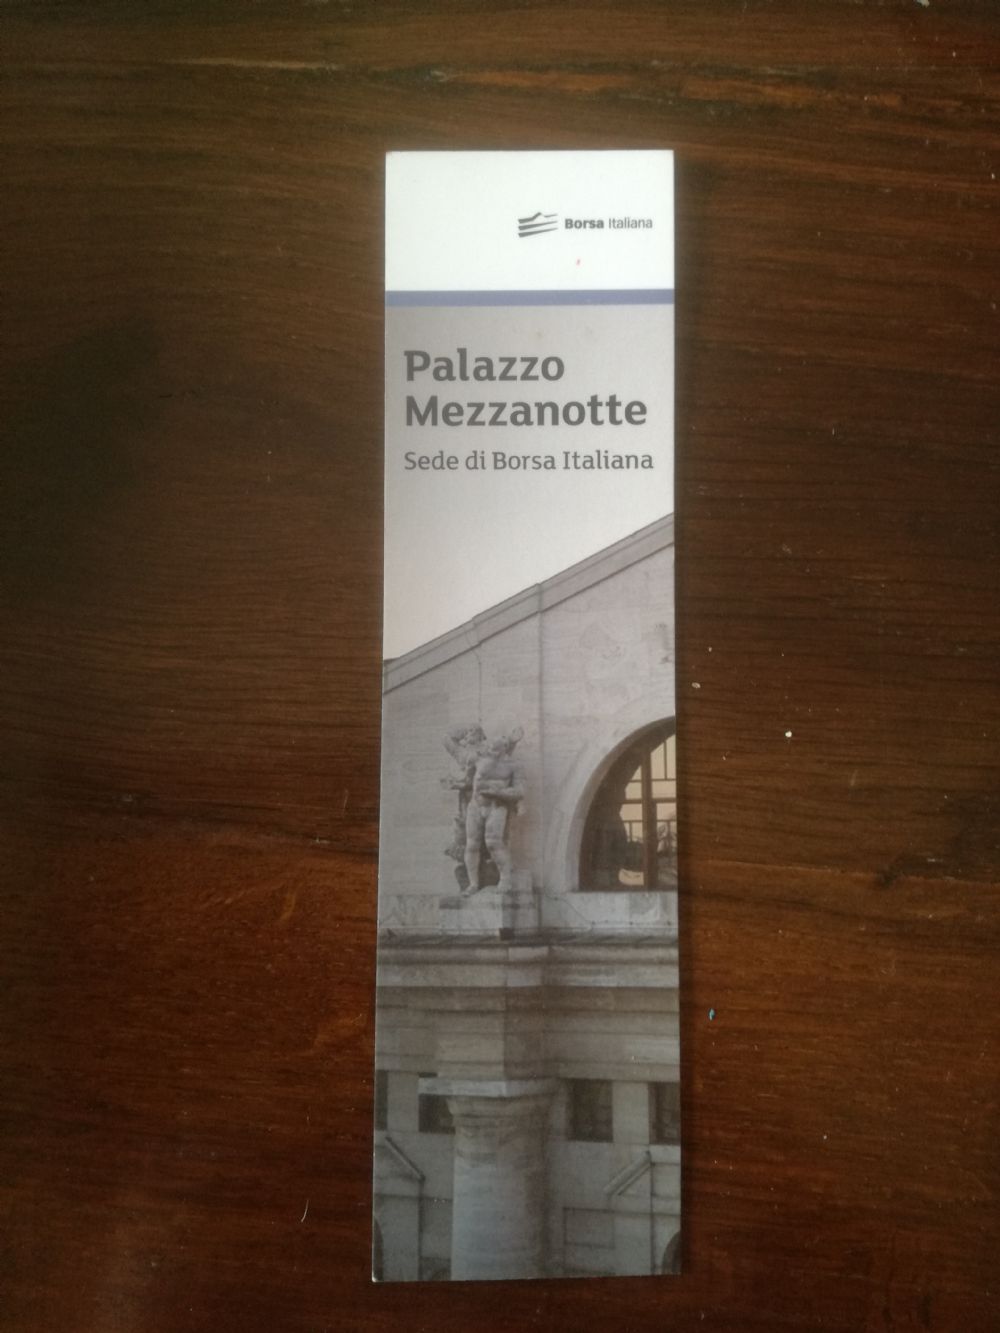 Borsa Italiana
Palazzo
Mezzanotte
Sede di Borsa Italiana